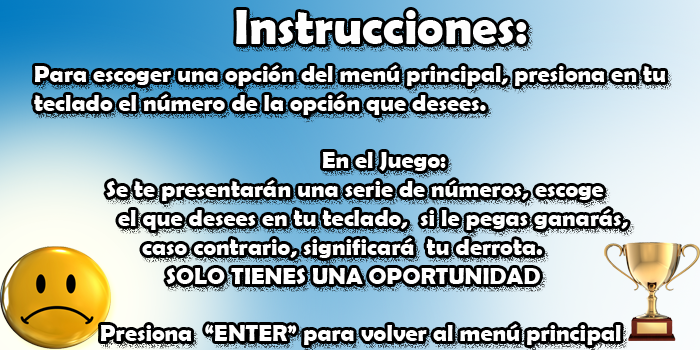 Instrucciones:
Para escoger una opción del menú principal, presiona en tu
teclado el número de la opción que desees.
En el Juego:
Se te presentarán una serie de números, escoge
el que desees en tu teclado, si le pegas ganarás,
caso contrario, significará tu derrota.
SOLO TIENES UNA OPORTUNIDAD
Presiona “ENTER” para volver al menú principal